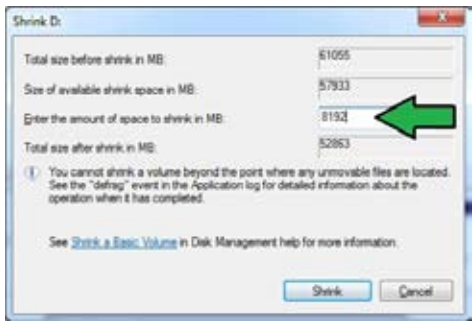 Shrink D:
Total size before shrink in MB: 61055
Size of available shrink space in MB: 57933
Enter the amount of space to shrink in MB: 8192
Total size after shrink in MB: 52863
You cannot shrink a volume beyond the point where any unmovable files are located.
See the "defrag" event in the Application log for detailed information about the
operation when it has completed.
See Shrink a Basic Volume in Disk Management help for more information.
Shrink Cancel